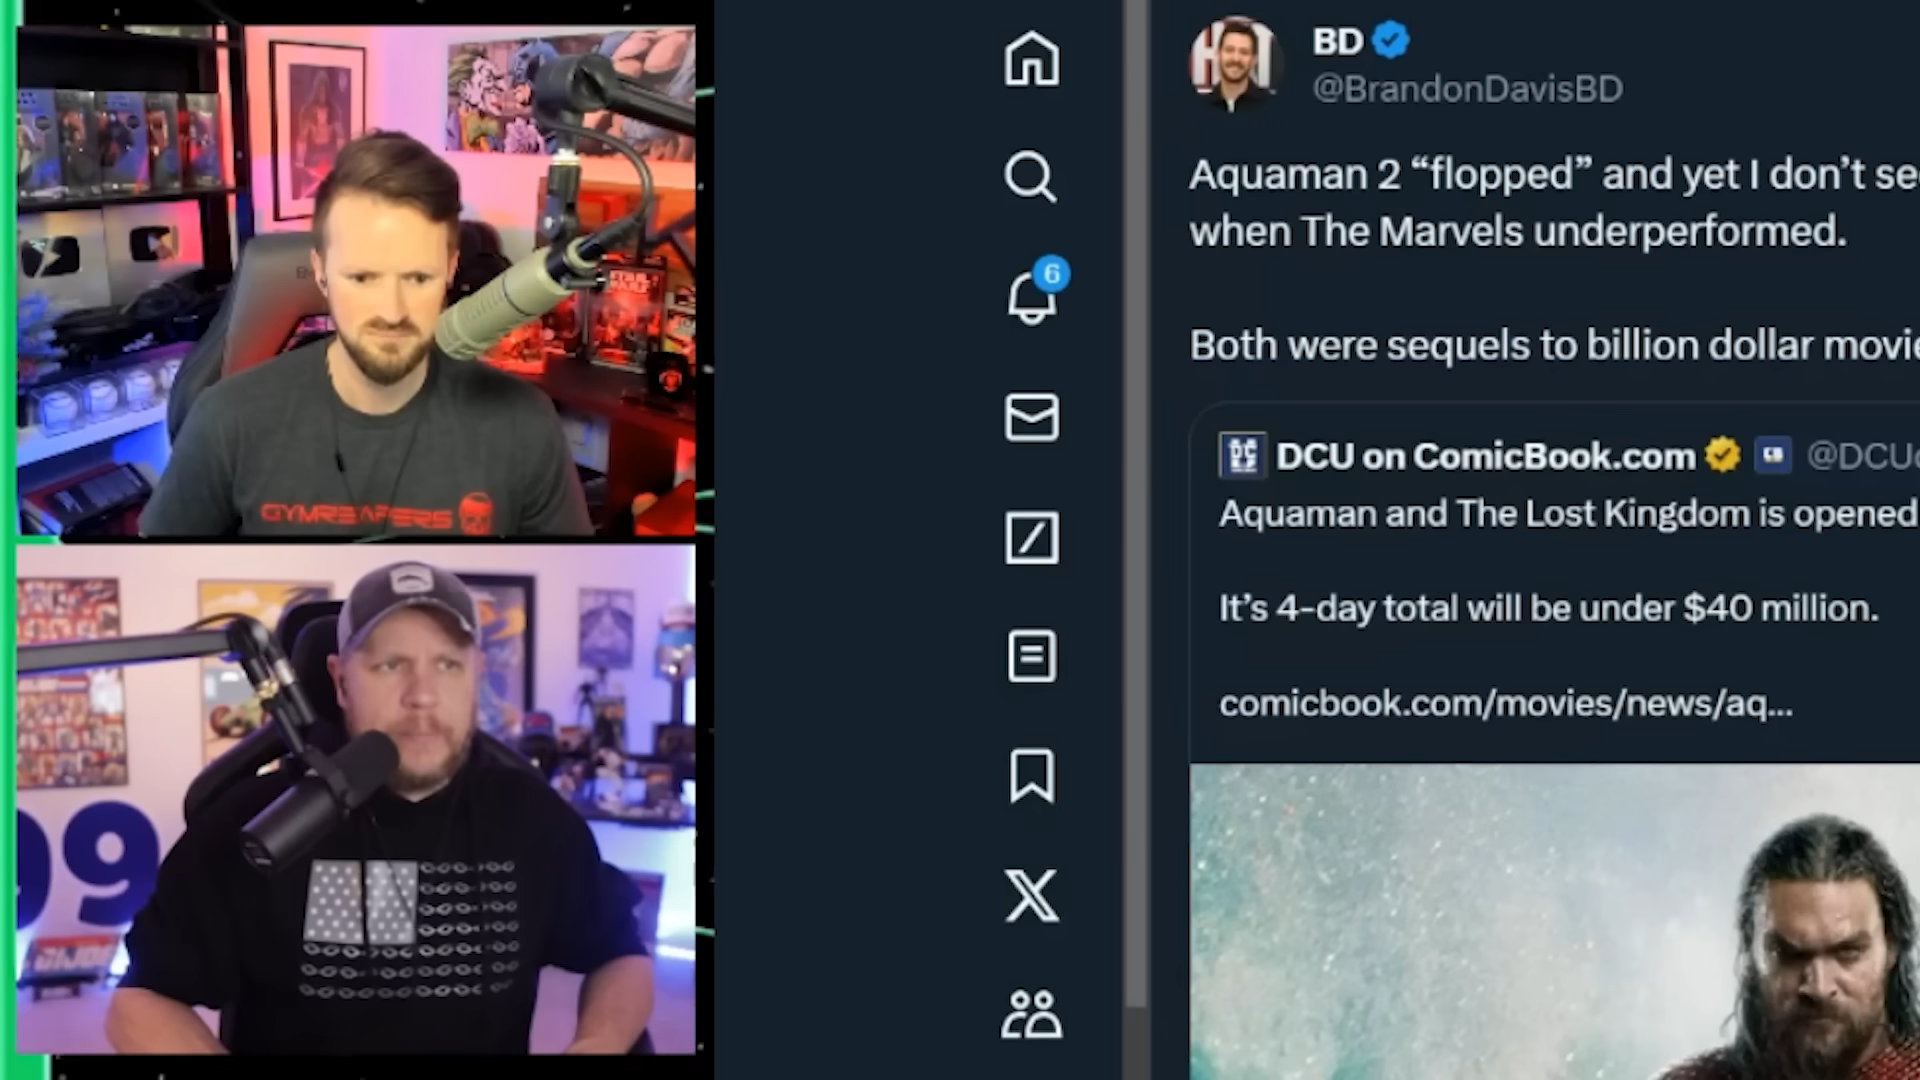 BD
@BrandonDavisBD
Aquaman 2 “flopped” and yet I don’t se
when The Marvels underperformed.
Both were sequels to billion dollar movie
DCU on ComicBook.com @DCU
Aquaman and The Lost Kingdom is opened
It’s 4-day total will be under $40 million.
comicbook.com/movies/news/aq...
6
GYMREAPERS
99